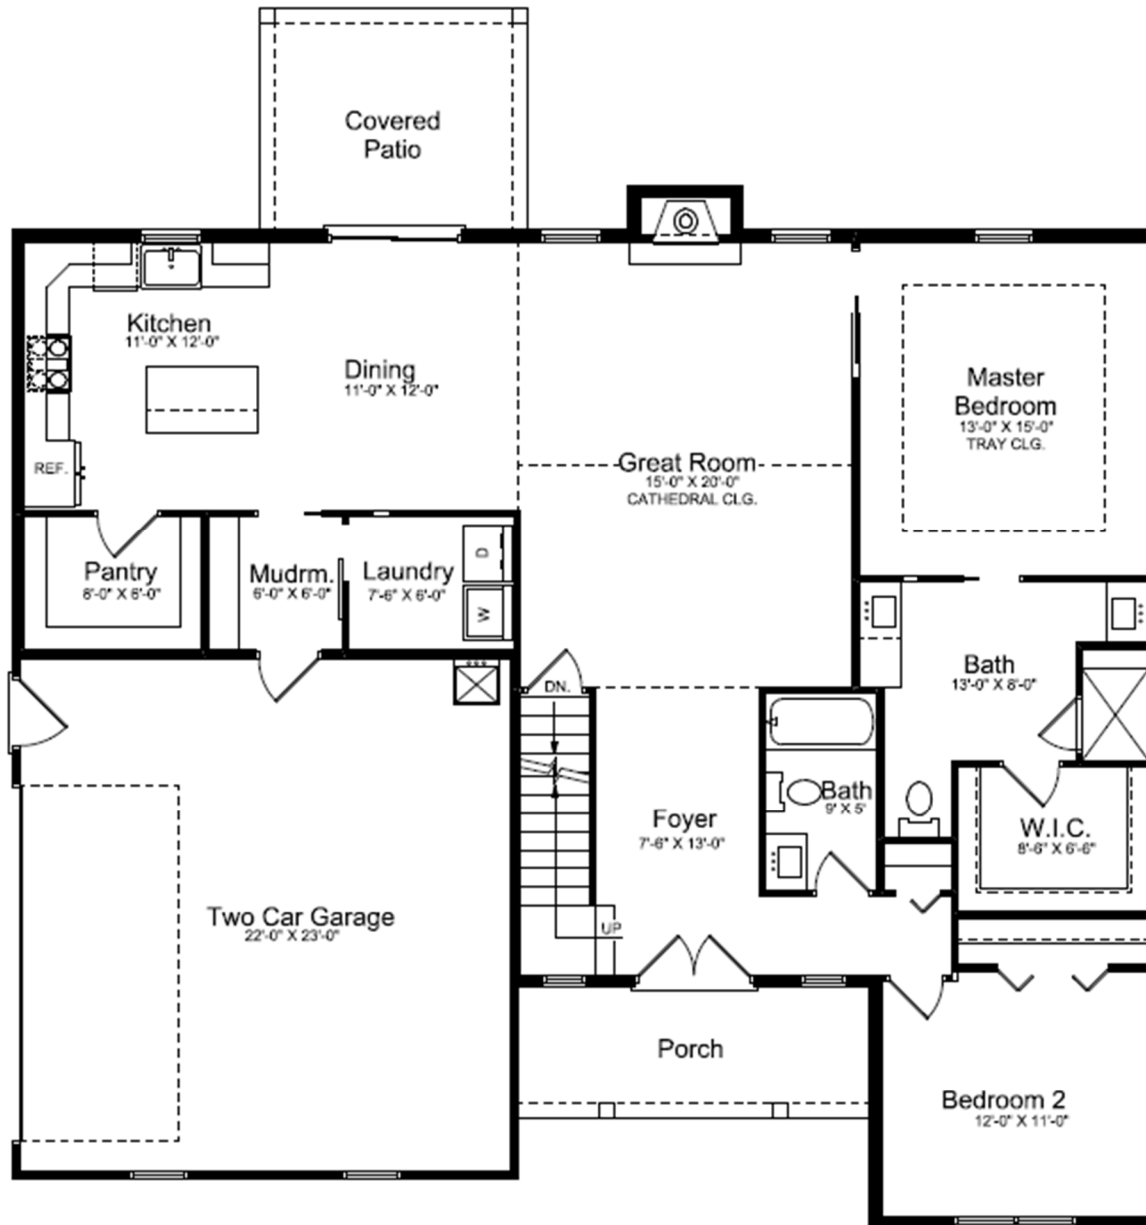 Covered
Patio
Kitchen
11'-0" X 12'-0"
Dining
11'-0" X 12'-0"
REF.
Great Room
15'-0" X 20'-0"
CATHEDRAL CLG.
Master
Bedroom
13'-0" X 15'-0"
TRAY CLG.
Pantry
8'-0" X 6'-0"
Mudrm.
6'-0" X 6'-0"
Laundry
7'-6" X 6'-0"
D
W
Bath
13'-0" X 8'-0"
DN.
Bath
9' X 5'
Foyer
7'-6" X 13'-0"
W.I.C.
8'-6" X 6'-6"
Two Car Garage
22'-0" X 23'-0"
UP
Porch
Bedroom 2
12'-0" X 11'-0"